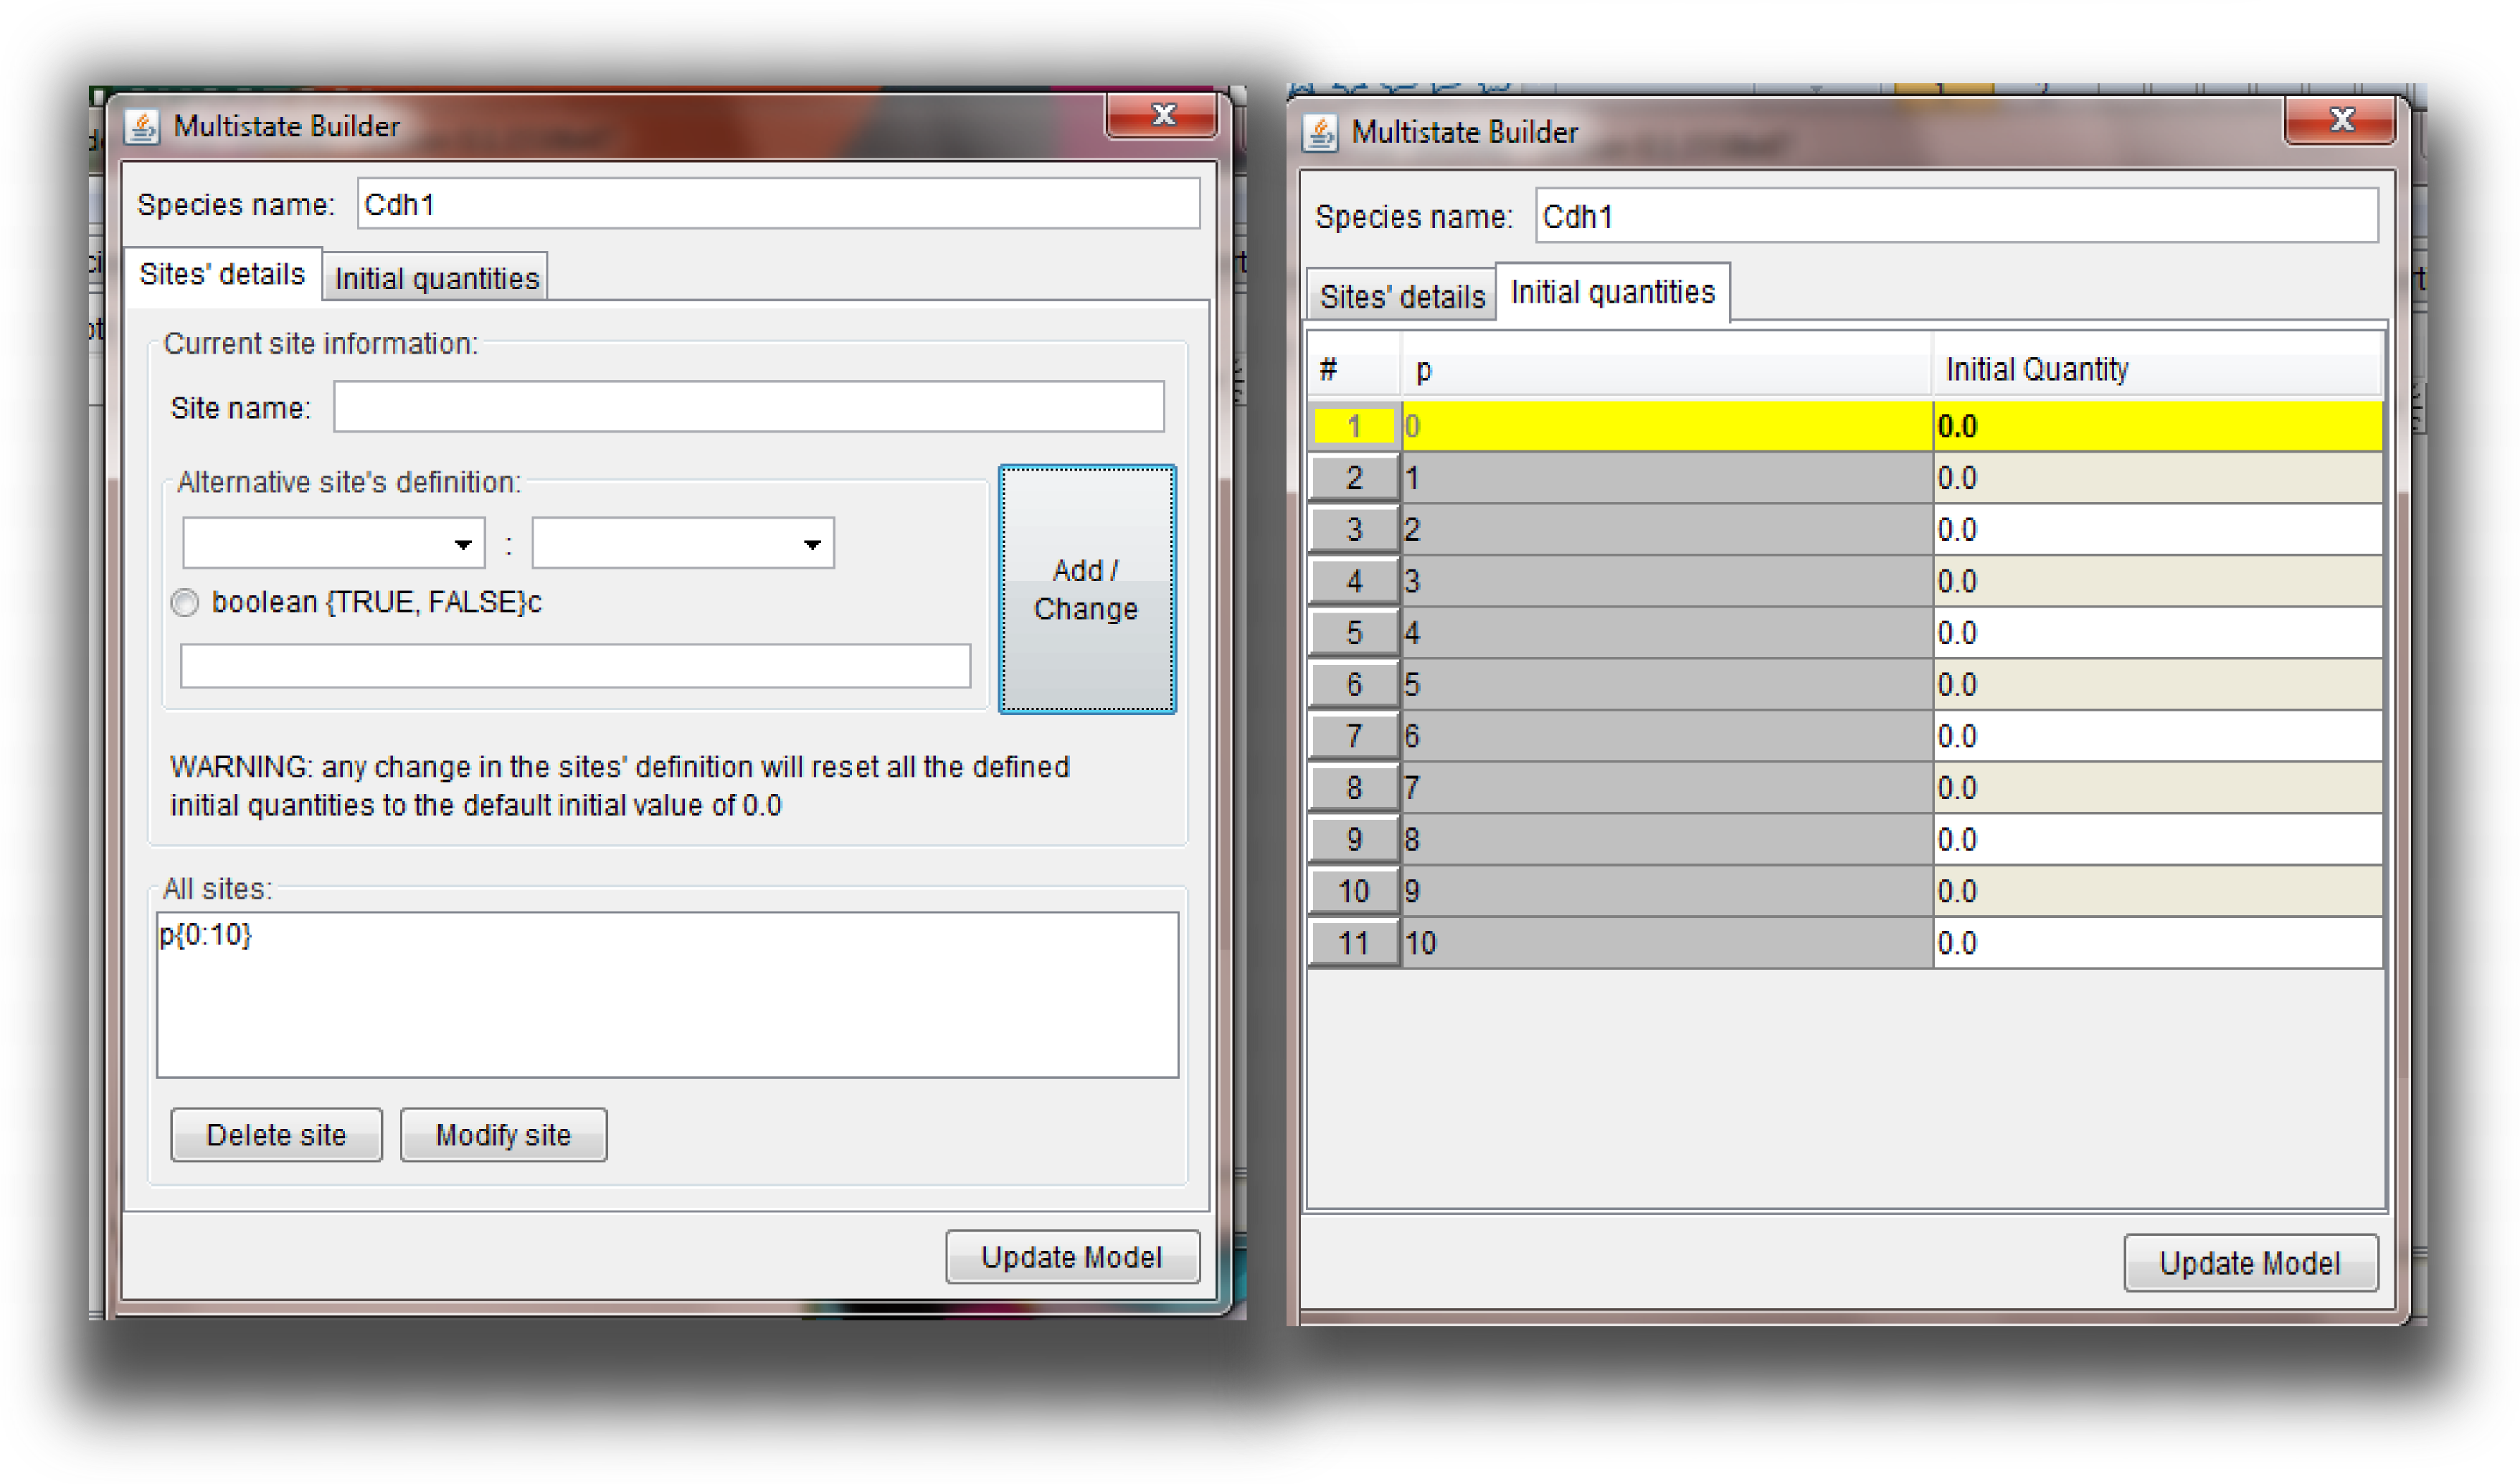 Multistate Builder
Species name: Cdh1
Sites' details Initial quantities
Current site information:
Site name:
Alternative site's definition:
:
boolean {TRUE, FALSE}c
Add /
Change
WARNING: any change in the sites' definition will reset all the defined
initial quantities to the default initial value of 0.0
All sites:
p{0:10}
Delete site Modify site
Update Model
Multistate Builder
Species name: Cdh1
Sites' details Initial quantities
# p Initial Quantity
1 0 0.0
2 1 0.0
3 2 0.0
4 3 0.0
5 4 0.0
6 5 0.0
7 6 0.0
8 7 0.0
9 8 0.0
10 9 0.0
11 10 0.0
Update Model